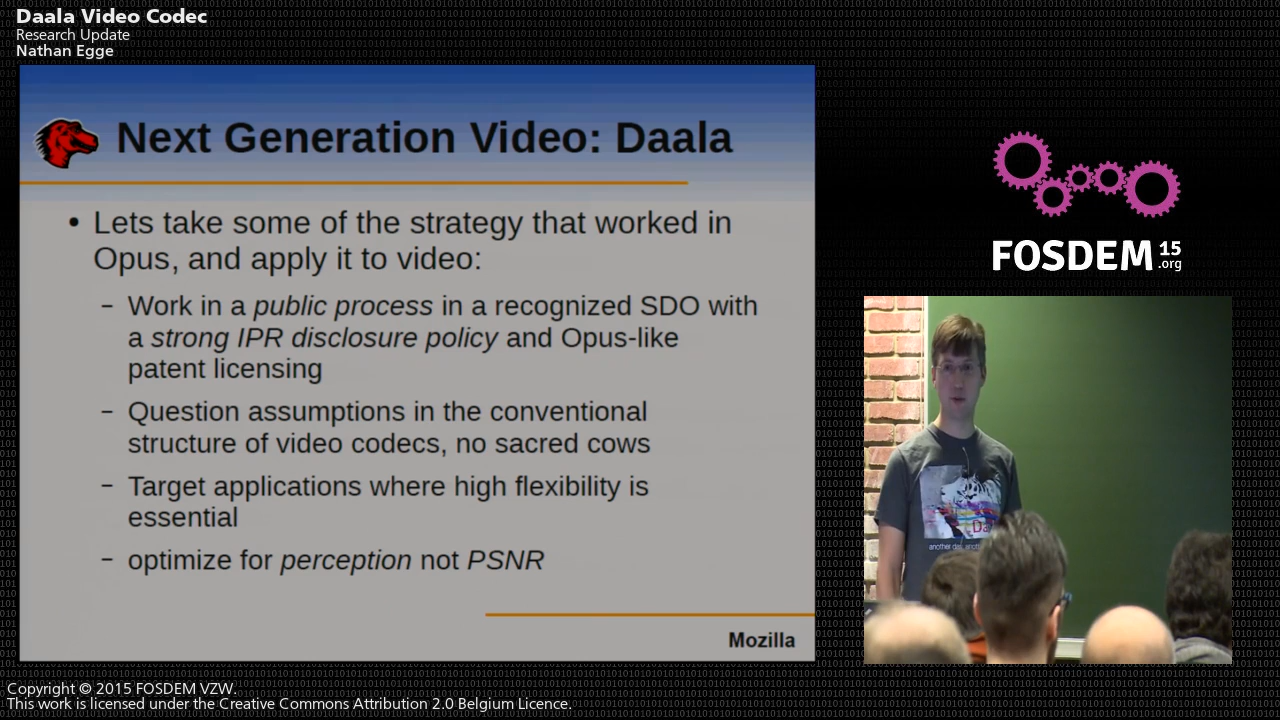 Daala Video Codec
Research Update
Nathan Egge
Next Generation Video: Daala
• Lets take some of the strategy that worked in
Opus, and apply it to video:
– Work in a public process in a recognized SDO with
a strong IPR disclosure policy and Opus-like
patent licensing
– Question assumptions in the conventional
structure of video codecs, no sacred cows
– Target applications where high flexibility is
essential
– optimize for perception not PSNR
Mozilla
FOSDEM 15
.org
Da
another day, anoth
Copyright © 2015 FOSDEM VZW.
This work is licensed under the Creative Commons Attribution 2.0 Belgium Licence.